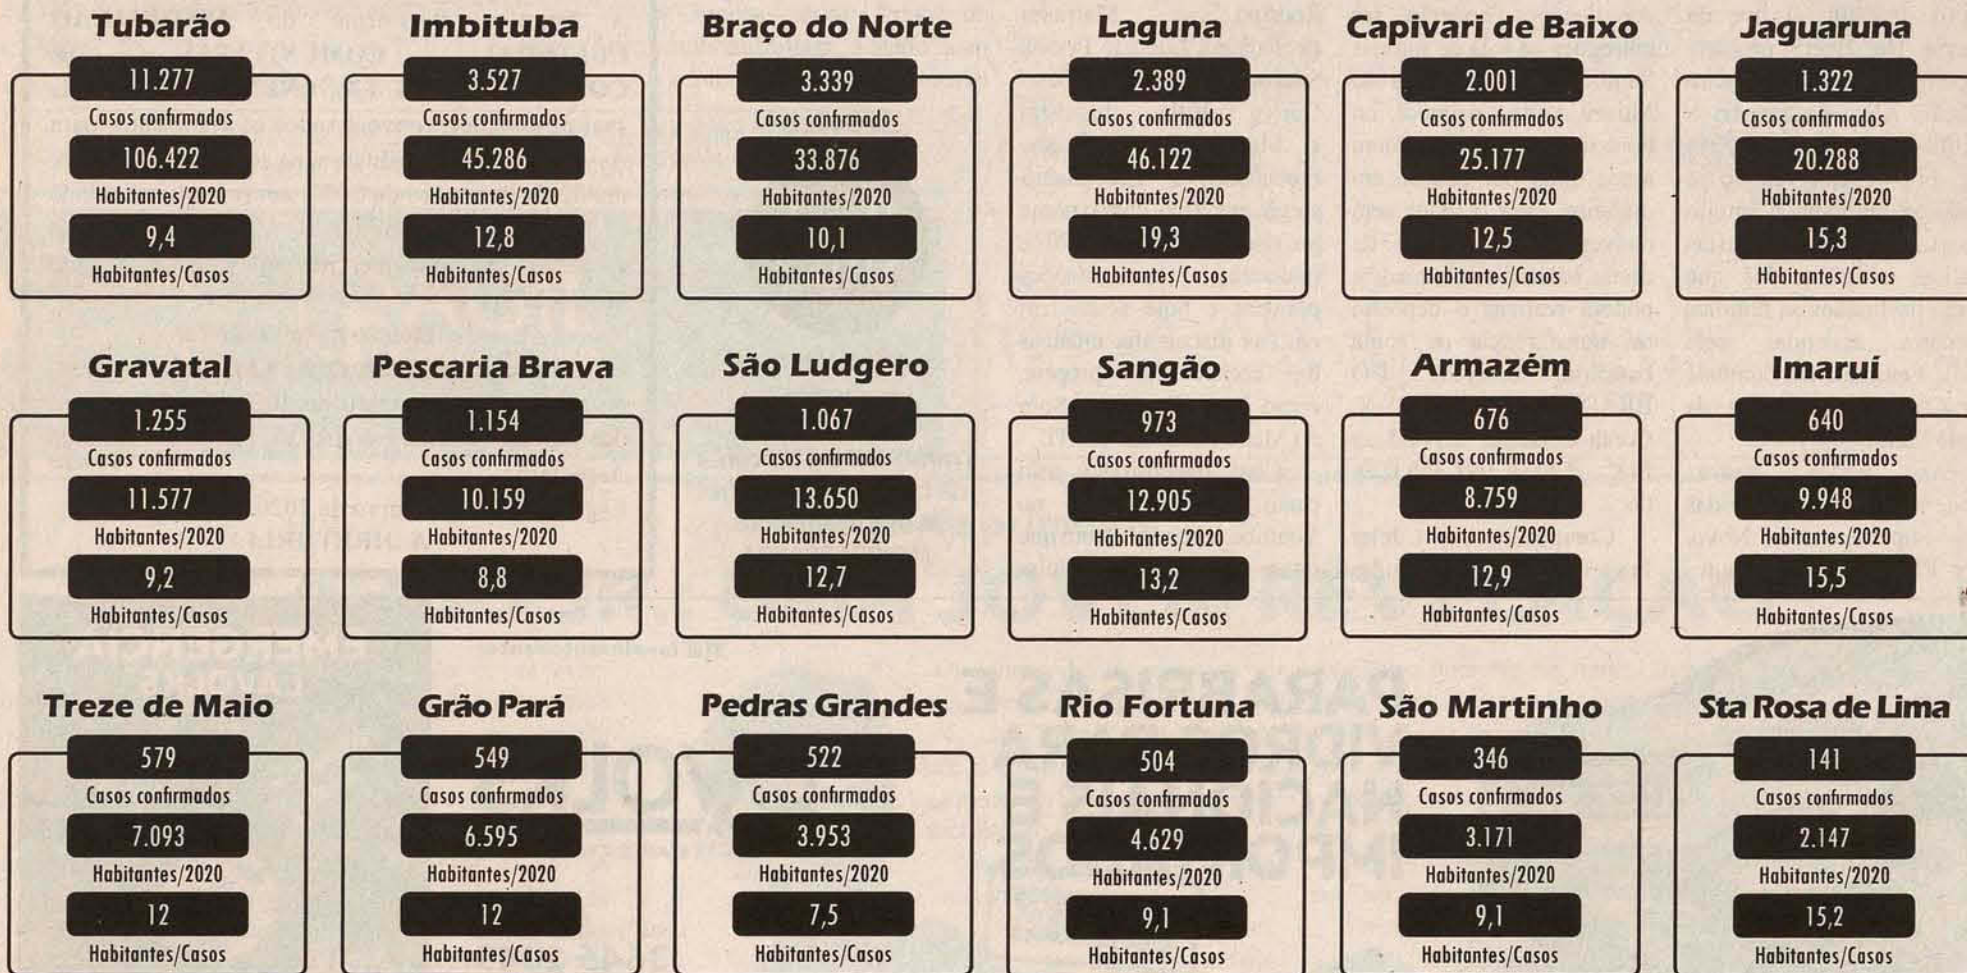 Tubarão
11.277
Casos confirmados
106.422
Habitantes/2020
9,4
Habitantes/Casos
Imbituba
3.527
Casos confirmados
45.286
Habitantes/2020
12,8
Habitantes/Casos
Braço do Norte
3.339
Casos confirmados
33.876
Habitantes/2020
10,1
Habitantes/Casos
Laguna
2.389
Casos confirmados
46.122
Habitantes/2020
19,3
Habitantes/Casos
Capivari de Baixo
2.001
Casos confirmados
25.177
Habitantes/2020
12,5
Habitantes/Casos
Jaguaruna
1.322
Casos confirmados
20.288
Habitantes/2020
15,3
Habitantes/Casos
Gravatal
1.255
Casos confirmados
11.577
Habitantes/2020
9,2
Habitantes/Casos
Pescaria Brava
1.154
Casos confirmados
10.159
Habitantes/2020
8,8
Habitantes/Casos
São Ludgero
1.067
Casos confirmados
13.650
Habitantes/2020
12,7
Habitantes/Casos
Sangão
973
Casos confirmados
12.905
Habitantes/2020
13,2
Habitantes/Casos
Armazém
676
Casos confirmados
8.759
Habitantes/2020
12,9
Habitantes/Casos
Imaruí
640
Casos confirmados
9.948
Habitantes/2020
15,5
Habitantes/Casos
Treze de Maio
579
Casos confirmados
7.093
Habitantes/2020
12
Habitantes/Casos
Grão Pará
549
Casos confirmados
6.595
Habitantes/2020
12
Habitantes/Casos
Pedras Grandes
522
Casos confirmados
3.953
Habitantes/2020
7,5
Habitantes/Casos
Rio Fortuna
504
Casos confirmados
4.629
Habitantes/2020
9,1
Habitantes/Casos
São Martinho
346
Casos confirmados
3.171
Habitantes/2020
9,1
Habitantes/Casos
Sta Rosa de Lima
141
Casos confirmados
2.147
Habitantes/2020
15,2
Habitantes/Casos